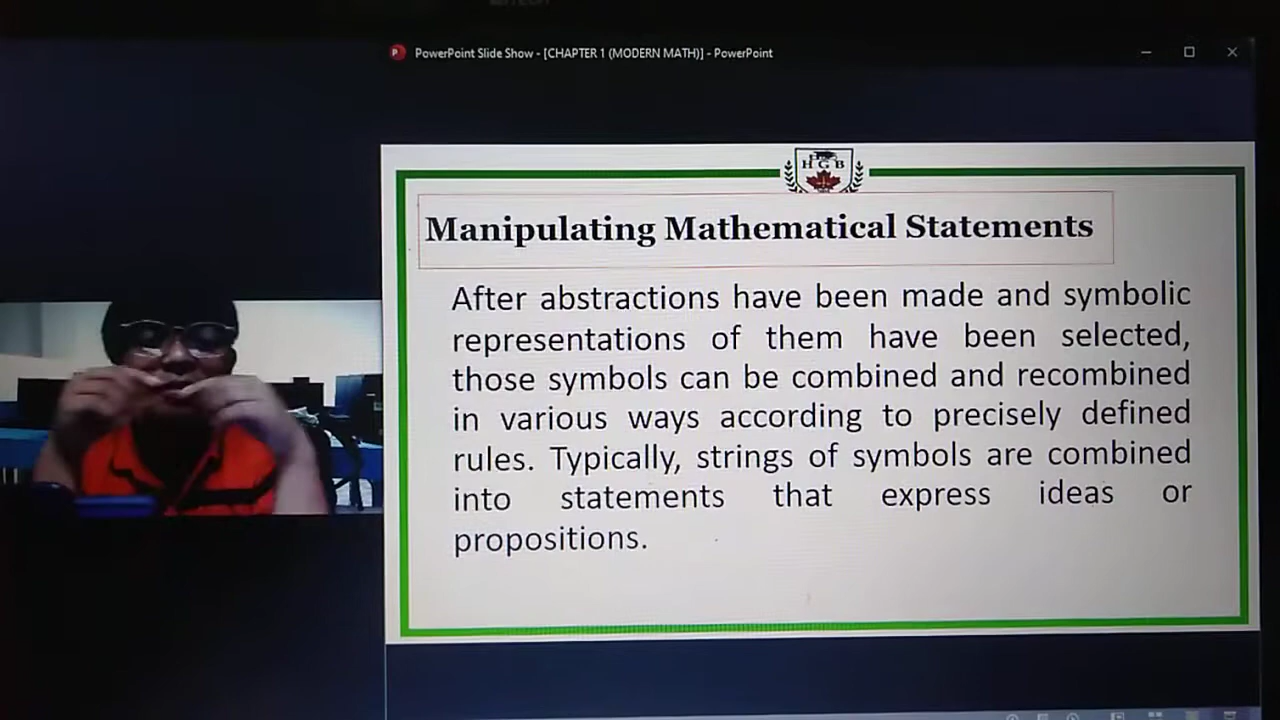 PowerPoint Slide Show - [CHAPTER 1 (MODERN MATH)] - PowerPoint
H G B
Manipulating Mathematical Statements
After abstractions have been made and symbolic
representations of them have been selected,
those symbols can be combined and recombined
in various ways according to precisely defined
rules. Typically, strings of symbols are combined
into statements that express ideas or
propositions.